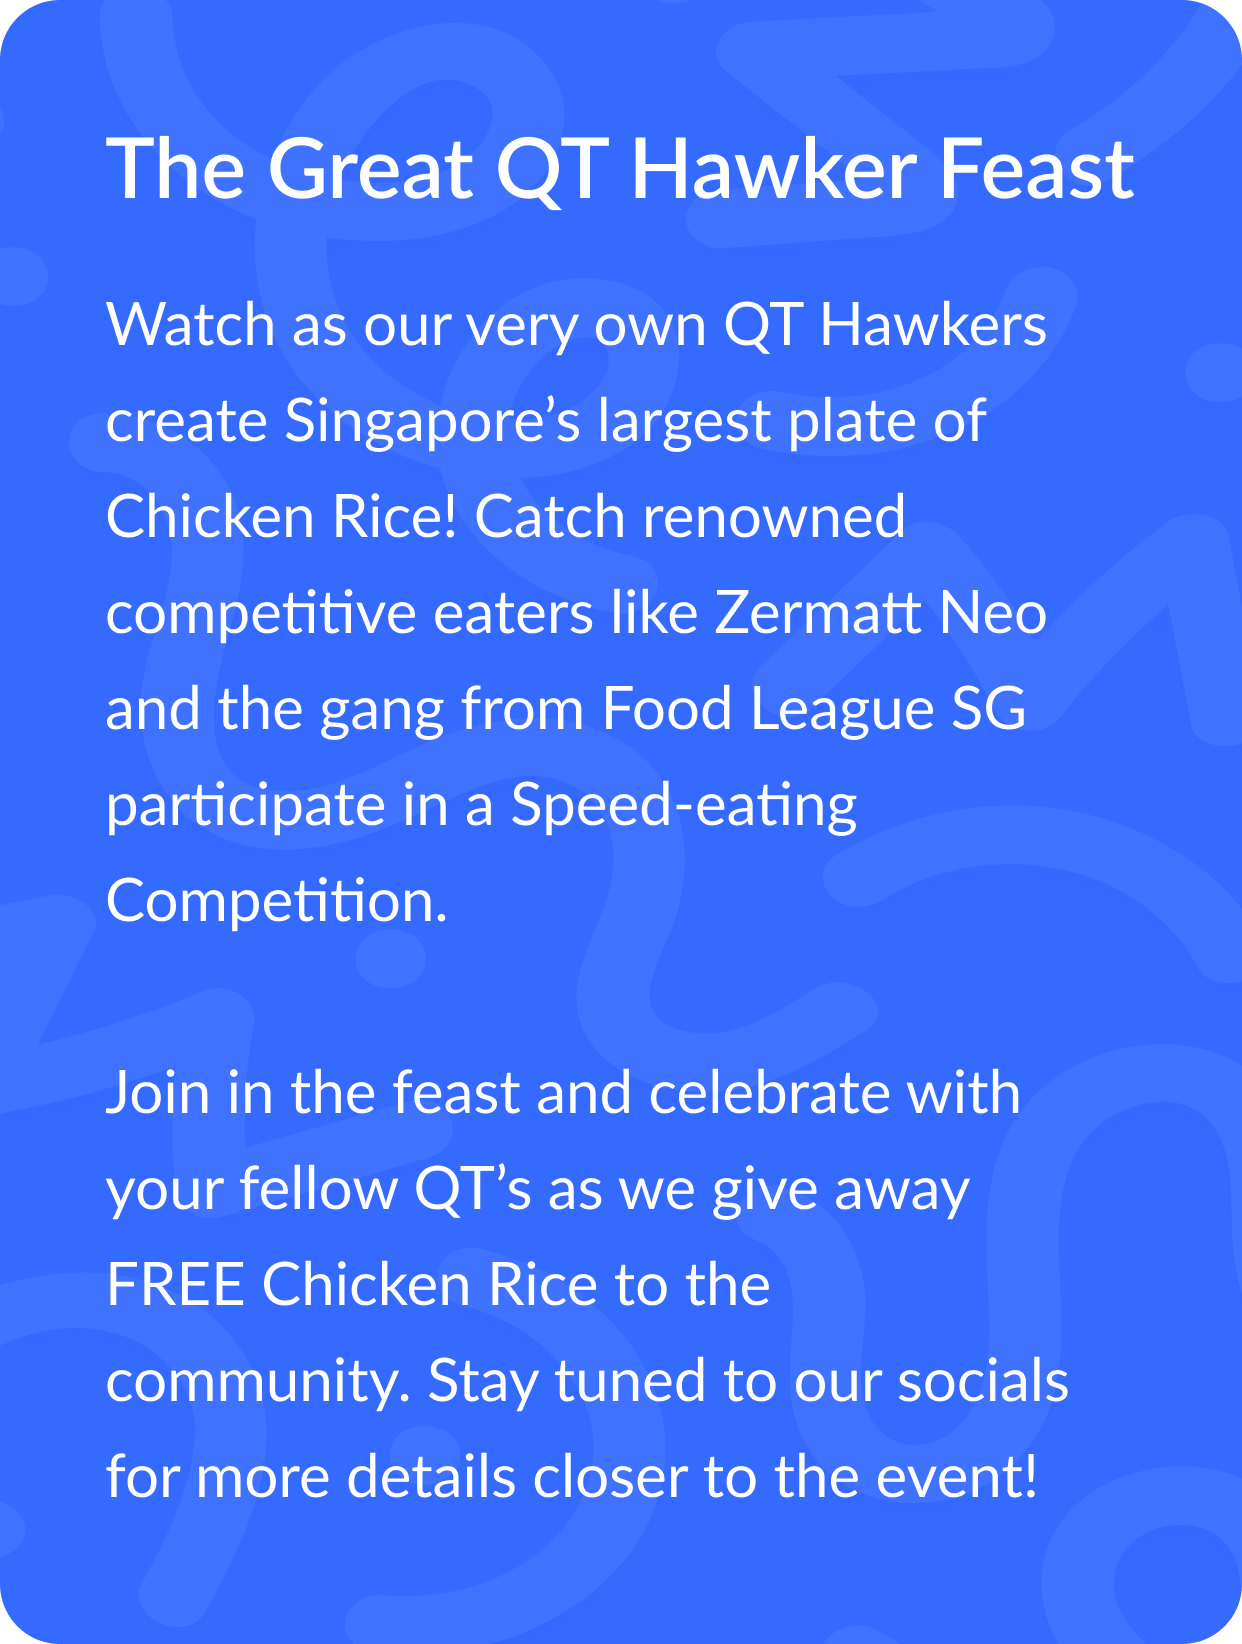 The Great QT Hawker Feast
Watch as our very own QT Hawkers
create Singapore’s largest plate of
Chicken Rice! Catch renowned
competitive eaters like Zermatt Neo
and the gang from Food League SG
participate in a Speed-eating
Competition.
Join in the feast and celebrate with
your fellow QT’s as we give away
FREE Chicken Rice to the
community. Stay tuned to our socials
for more details closer to the event!